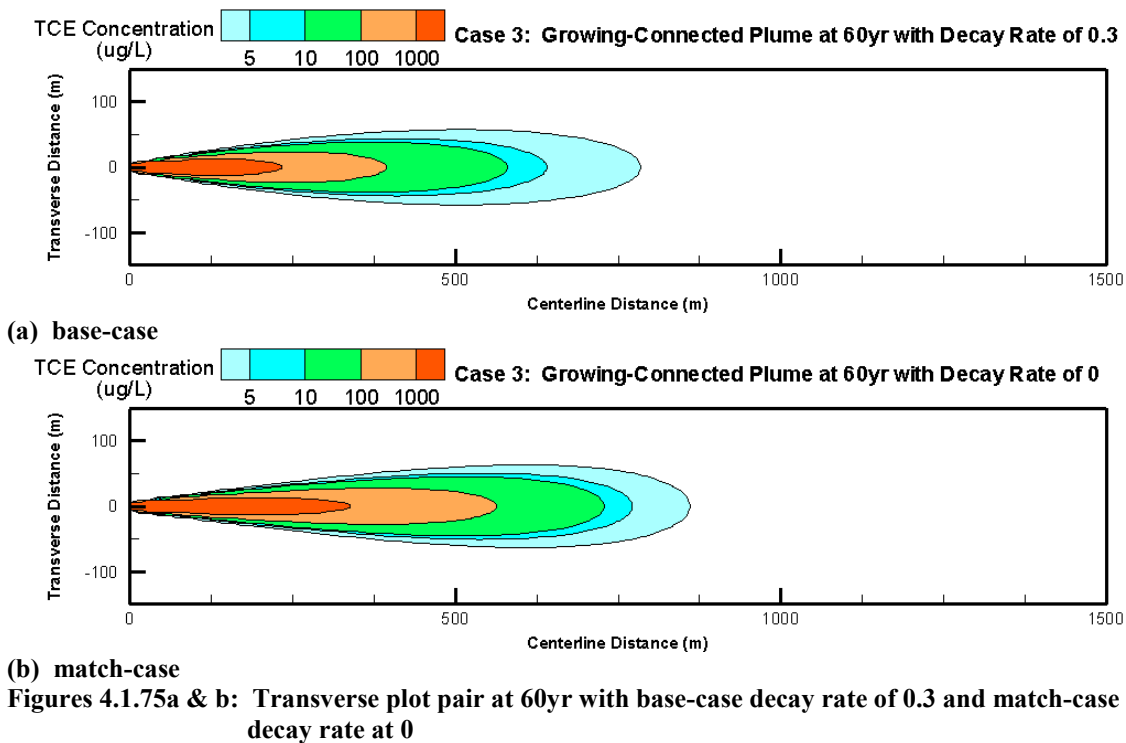 TCE Concentration
(ug/L)
5 10 100 1000
Case 3: Growing-Connected Plume at 60yr with Decay Rate of 0.3
Transverse Distance (m)
100
0
-100
0 500 1000 1500
Centerline Distance (m)
(a) base-case
TCE Concentration
(ug/L)
5 10 100 1000
Case 3: Growing-Connected Plume at 60yr with Decay Rate of 0
Transverse Distance (m)
100
0
-100
0 500 1000 1500
Centerline Distance (m)
(b) match-case
Figures 4.1.75a & b: Transverse plot pair at 60yr with base-case decay rate of 0.3 and match-case
decay rate at 0